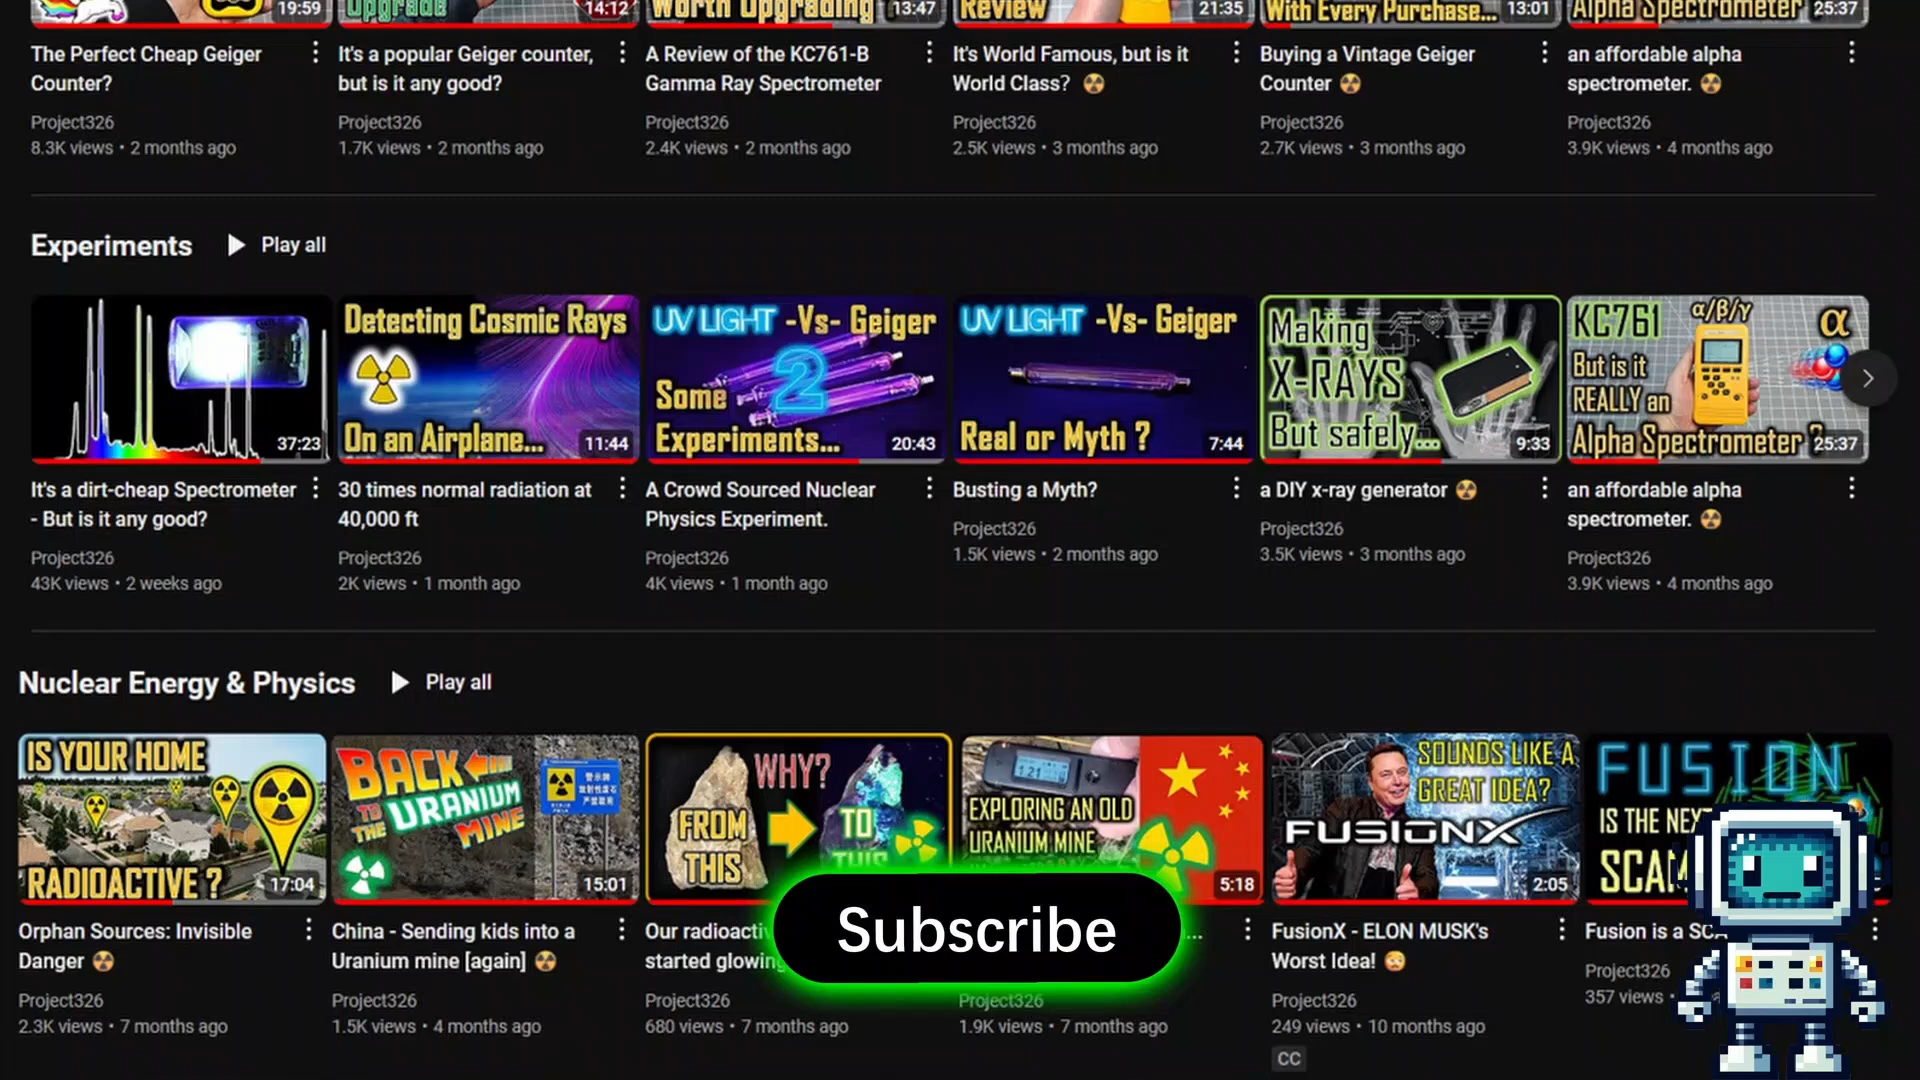 Upgrade
Worth Upgrading
Review
With Every Purchase...
Alpha Spectrometer
19:59
14:12
13:47
21:35
13:01
25:37
The Perfect Cheap Geiger
Counter?
Project326
8.3K views • 2 months ago
It's a popular Geiger counter,
but is it any good?
Project326
1.7K views • 2 months ago
A Review of the KC761-B
Gamma Ray Spectrometer
Project326
2.4K views • 2 months ago
It's World Famous, but is it
World Class? ☢
Project326
2.5K views • 3 months ago
Buying a Vintage Geiger
Counter ☢
Project326
2.7K views • 3 months ago
an affordable alpha
spectrometer. ☢
Project326
3.9K views • 4 months ago
Experiments
Play all
37:23
Detecting Cosmic Rays
On an Airplane...
11:44
UV LIGHT -Vs- Geiger
2
Some
Experiments...
20:43
UV LIGHT -Vs- Geiger
Real or Myth ?
7:44
Making
X-RAYS
But safely...
9:33
KC761
α/β/γ
α
But is it
REALLY an
Alpha Spectrometer ?
25:37
It's a dirt-cheap Spectrometer
- But is it any good?
Project326
43K views • 2 weeks ago
30 times normal radiation at
40,000 ft
Project326
2K views • 1 month ago
A Crowd Sourced Nuclear
Physics Experiment.
Project326
4K views • 1 month ago
Busting a Myth?
Project326
1.5K views • 2 months ago
a DIY x-ray generator ☢
Project326
3.5K views • 3 months ago
an affordable alpha
spectrometer. ☢
Project326
3.9K views • 4 months ago
Nuclear Energy & Physics
Play all
IS YOUR HOME
RADIOACTIVE ?
17:04
BACK
TO THE URANIUM
MINE
警示牌
15:01
WHY?
FROM
THIS
TO
THIS
EXPLORING AN OLD
URANIUM MINE
5:18
SOUNDS LIKE A
GREAT IDEA?
FUSIONX
2:05
FUSION
IS THE NEX
SCAM
Orphan Sources: Invisible
Danger ☢
Project326
2.3K views • 7 months ago
China - Sending kids into a
Uranium mine [again] ☢
Project326
1.5K views • 4 months ago
Our radioacti
started glowing
Project326
680 views • 7 months ago
...
Project326
1.9K views • 7 months ago
FusionX - ELON MUSK's
Worst Idea! 😳
Project326
249 views • 10 months ago
CC
Fusion is a SC
Project326
357 views •
Subscribe